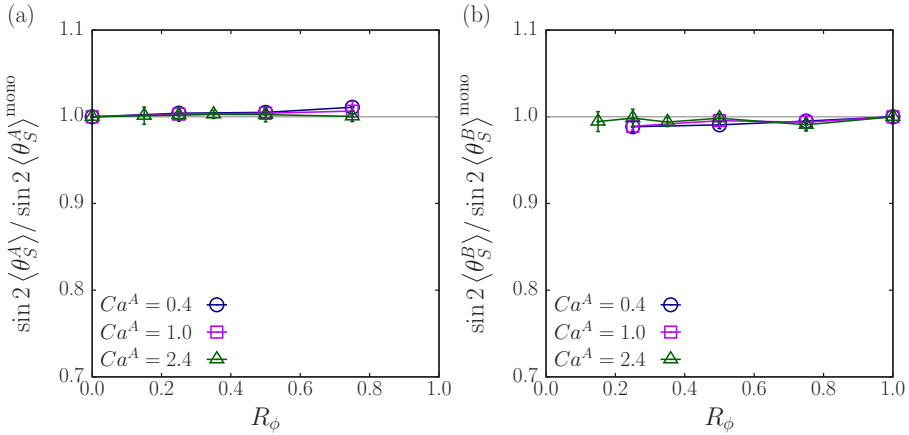 (a)
1.1
1.0
0.9
0.8
0.7
sin 2 ⟨θ_S^A⟩ / sin 2 ⟨θ_S^A⟩^mono
Ca^A = 0.4
Ca^A = 1.0
Ca^A = 2.4
0.0 0.2 0.4 0.6 0.8 1.0
R_ϕ
(b)
1.1
1.0
0.9
0.8
0.7
sin 2 ⟨θ_S^B⟩ / sin 2 ⟨θ_S^B⟩^mono
Ca^A = 0.4
Ca^A = 1.0
Ca^A = 2.4
0.0 0.2 0.4 0.6 0.8 1.0
R_ϕ